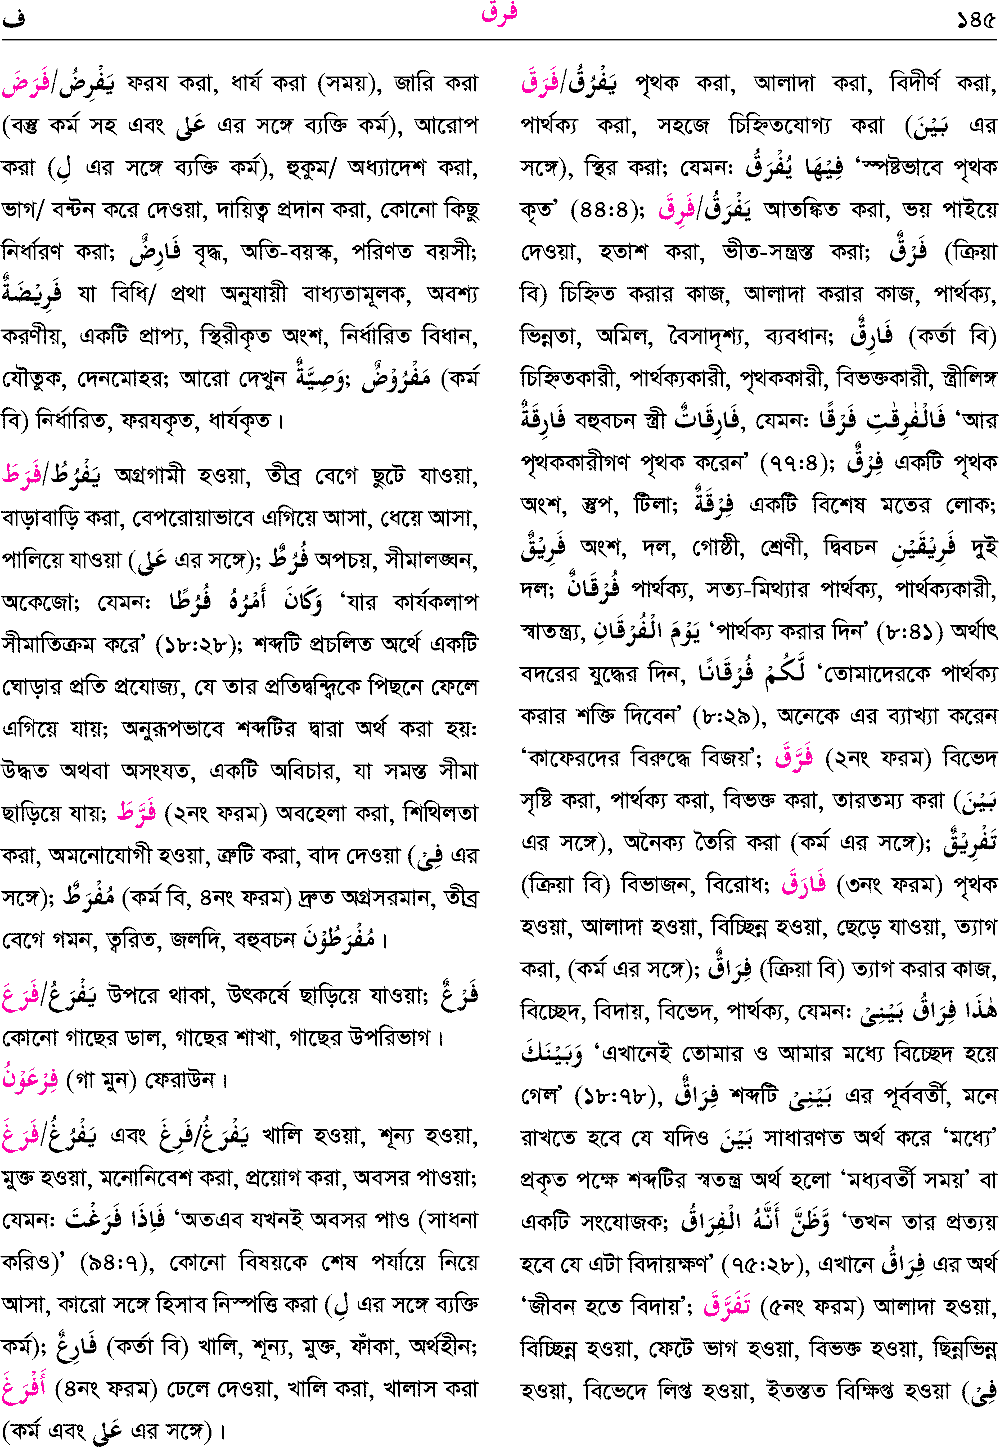 ف فرق ১৪৫
فَرَضَ/يَفْرِضُ ফরয করা, ধার্য করা (সময়), জারি করা
(বস্তু কর্ম সহ এবং عَلٰى এর সঙ্গে ব্যক্তি কর্ম), আরোপ
করা (لِ এর সঙ্গে ব্যক্তি কর্ম), হুকুম/ অধ্যাদেশ করা,
ভাগ/ বন্টন করে দেওয়া, দায়িত্ব প্রদান করা, কোনো কিছু
নির্ধারণ করা; فَارِضٌ বৃদ্ধ, অতি-বয়স্ক, পরিণত বয়সী;
فَرِيْضَةٌ যা বিধি/ প্রথা অনুযায়ী বাধ্যতামূলক, অবশ্য
করণীয়, একটি প্রাপ্য, স্থিরীকৃত অংশ, নির্ধারিত বিধান,
যৌতুক, দেনমোহর; আরো দেখুন وَصِيَّةٌ; مَفْرُوْضٌ (কর্ম
বি) নির্ধারিত, ফরযকৃত, ধার্যকৃত।
فَرَطَ/يَفْرُطُ অগ্রগামী হওয়া, তীব্র বেগে ছুটে যাওয়া,
বাড়াবাড়ি করা, বেপরোয়াভাবে এগিয়ে আসা, ধেয়ে আসা,
পালিয়ে যাওয়া (عَلٰى এর সঙ্গে); فُرُطٌ অপচয়, সীমালঙ্ঘন,
অকেজো; যেমন: وَكَانَ أَمْرُهُ فُرُطًا ‘যার কার্যকলাপ
সীমাতিক্রম করে’ (১৮:২৮); শব্দটি প্রচলিত অর্থে একটি
ঘোড়ার প্রতি প্রযোজ্য, যে তার প্রতিদ্বন্দ্বিকে পিছনে ফেলে
এগিয়ে যায়; অনুরূপভাবে শব্দটির দ্বারা অর্থ করা হয়:
উদ্ধত অথবা অসংযত, একটি অবিচার, যা সমস্ত সীমা
ছাড়িয়ে যায়; فَرَّطَ (২নং ফরম) অবহেলা করা, শিথিলতা
করা, অমনোযোগী হওয়া, ত্রুটি করা, বাদ দেওয়া (فِىْ এর
সঙ্গে); مُفْرَطٌ (কর্ম বি, ৪নং ফরম) দ্রুত অগ্রসরমান, তীব্র
বেগে গমন, ত্বরিত, জলদি, বহুবচন مُفْرَطُوْنَ।
فَرَعَ/يَفْرَعُ উপরে থাকা, উৎকর্ষে ছাড়িয়ে যাওয়া; فَرْعٌ
কোনো গাছের ডাল, গাছের শাখা, গাছের উপরিভাগ।
فِرْعَوْنُ (গা মুন) ফেরাউন।
فَرَغَ/يَفْرُغُ এবং فَرِغَ/يَفْرَغُ খালি হওয়া, শূন্য হওয়া,
মুক্ত হওয়া, মনোনিবেশ করা, প্রয়োগ করা, অবসর পাওয়া;
যেমন: فَإِذَا فَرَغْتَ ‘অতএব যখনই অবসর পাও (সাধনা
করিও)’ (৯৪:৭), কোনো বিষয়কে শেষ পর্যায়ে নিয়ে
আসা, কারো সঙ্গে হিসাব নিস্পত্তি করা (لِ এর সঙ্গে ব্যক্তি
কর্ম); فَارِغٌ (কর্তা বি) খালি, শূন্য, মুক্ত, ফাঁকা, অর্থহীন;
أَفْرَغَ (৪নং ফরম) ঢেলে দেওয়া, খালি করা, খালাস করা
(কর্ম এবং عَلٰى এর সঙ্গে)।
فَرَقَ/يَفْرُقُ পৃথক করা, আলাদা করা, বিদীর্ণ করা,
পার্থক্য করা, সহজে চিহ্নিতযোগ্য করা (بَيْنَ এর
সঙ্গে), স্থির করা; যেমন: فِيْهَا يُفْرَقُ ‘স্পষ্টভাবে পৃথক
কৃত’ (৪৪:৪); فَرِقَ/يَفْرَقُ আতঙ্কিত করা, ভয় পাইয়ে
দেওয়া, হতাশ করা, ভীত-সন্ত্রস্ত করা; فَرْقٌ (ক্রিয়া
বি) চিহ্নিত করার কাজ, আলাদা করার কাজ, পার্থক্য,
ভিন্নতা, অমিল, বৈসাদৃশ্য, ব্যবধান; فَارِقٌ (কর্তা বি)
চিহ্নিতকারী, পার্থক্যকারী, পৃথককারী, বিভক্তকারী, স্ত্রীলিঙ্গ
فَارِقَةٌ বহুবচন স্ত্রী فَارِقَاتٌ, যেমন: فَالْفٰرِقٰتِ فَرْقًا ‘আর
পৃথককারীগণ পৃথক করেন’ (৭৭:৪); فِرْقٌ একটি পৃথক
অংশ, স্তুপ, টিলা; فِرْقَةٌ একটি বিশেষ মতের লোক;
فَرِيْقٌ অংশ, দল, গোষ্ঠী, শ্রেণী, দ্বিবচন فَرِيْقَيْنِ দুই
দল; فُرْقَانٌ পার্থক্য, সত্য-মিথ্যার পার্থক্য, পার্থক্যকারী,
স্বাতন্ত্র্য, يَوْمَ الْفُرْقَانِ ‘পার্থক্য করার দিন’ (৮:৪১) অর্থাৎ
বদরের যুদ্ধের দিন, لَّكُمْ فُرْقَانًا ‘তোমাদেরকে পার্থক্য
করার শক্তি দিবেন’ (৮:২৯), অনেকে এর ব্যাখ্যা করেন
‘কাফেরদের বিরুদ্ধে বিজয়’; فَرَّقَ (২নং ফরম) বিভেদ
সৃষ্টি করা, পার্থক্য করা, বিভক্ত করা, তারতম্য করা (بَيْنَ
এর সঙ্গে), অনৈক্য তৈরি করা (কর্ম এর সঙ্গে); تَفْرِيْقٌ
(ক্রিয়া বি) বিভাজন, বিরোধ; فَارَقَ (৩নং ফরম) পৃথক
হওয়া, আলাদা হওয়া, বিচ্ছিন্ন হওয়া, ছেড়ে যাওয়া, ত্যাগ
করা, (কর্ম এর সঙ্গে); فِرَاقٌ (ক্রিয়া বি) ত্যাগ করার কাজ,
বিচ্ছেদ, বিদায়, বিভেদ, পার্থক্য, যেমন: هٰذَا فِرَاقُ بَيْنِىْ
وَبَيْنَكَ ‘এখানেই তোমার ও আমার মধ্যে বিচ্ছেদ হয়ে
গেল’ (১৮:৭৮), فِرَاقٌ শব্দটি بَيْنِىْ এর পূর্ববর্তী, মনে
রাখতে হবে যে যদিও بَيْنَ সাধারণত অর্থ করে ‘মধ্যে’
প্রকৃত পক্ষে শব্দটির স্বতন্ত্র অর্থ হলো ‘মধ্যবর্তী সময়’ বা
একটি সংযোজক; وَّظَنَّ أَنَّهُ الْفِرَاقُ ‘তখন তার প্রত্যয়
হবে যে এটা বিদায়ক্ষণ’ (৭৫:২৮), এখানে فِرَاقُ এর অর্থ
‘জীবন হতে বিদায়’; تَفَرَّقَ (৫নং ফরম) আলাদা হওয়া,
বিচ্ছিন্ন হওয়া, ফেটে ভাগ হওয়া, বিভক্ত হওয়া, ছিন্নভিন্ন
হওয়া, বিভেদে লিপ্ত হওয়া, ইতস্তত বিক্ষিপ্ত হওয়া (فِىْ